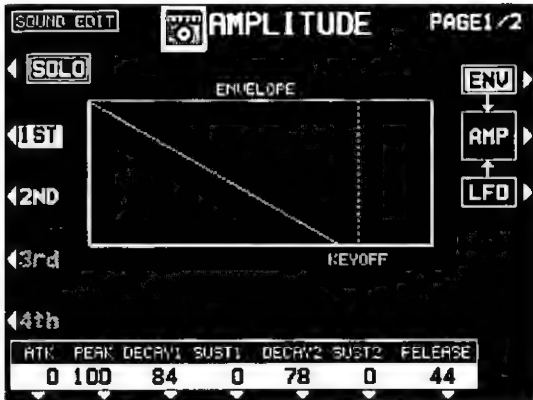 SOUND EDIT
AMPLITUDE
PAGE1/2
SOLO
ENVELOPE
ENV
1ST
AMP
2ND
LFO
3rd
KEYOFF
4th
ATK PEAK DECAY1 SUST1 DECAY2 SUST2 RELEASE
0 100 84 0 78 0 44